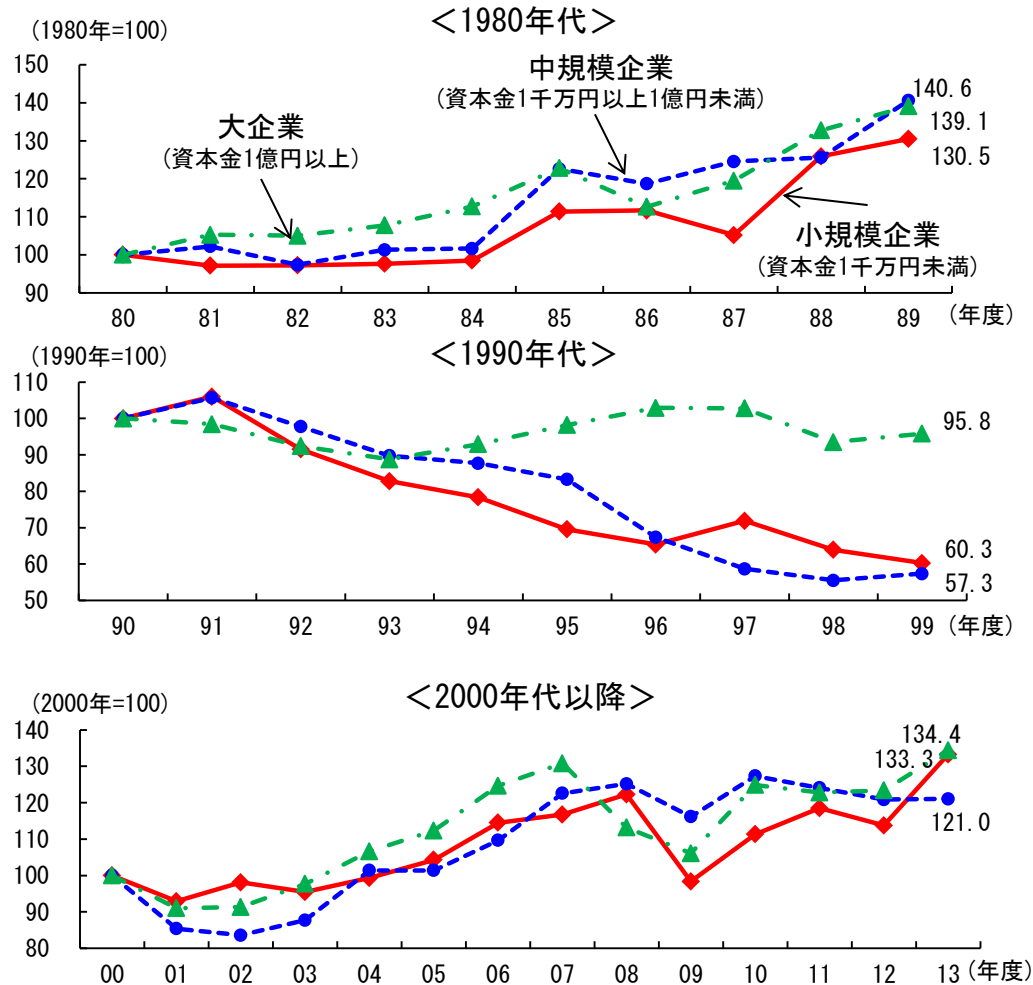 <1980年代>
(1980年=100)
150
140
130
120
110
100
90
大企業
(資本金1億円以上)
中規模企業
(資本金1千万円以上1億円未満)
小規模企業
(資本金1千万円未満)
140.6
139.1
130.5
80 81 82 83 84 85 86 87 88 89 (年度)
<1990年代>
(1990年=100)
110
100
90
80
70
60
50
95.8
60.3
57.3
90 91 92 93 94 95 96 97 98 99 (年度)
<2000年代以降>
(2000年=100)
140
130
120
110
100
90
80
134.4
133.3
121.0
00 01 02 03 04 05 06 07 08 09 10 11 12 13 (年度)